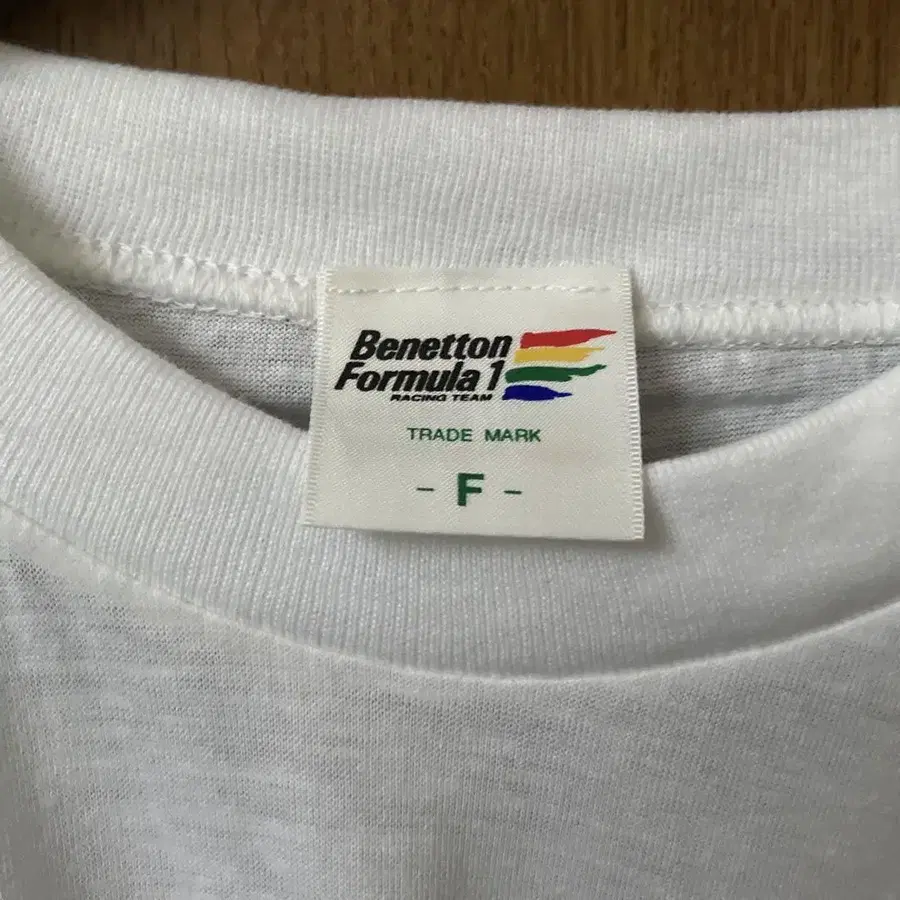 Benetton
Formula 1
RACING TEAM
TRADE MARK
- F -